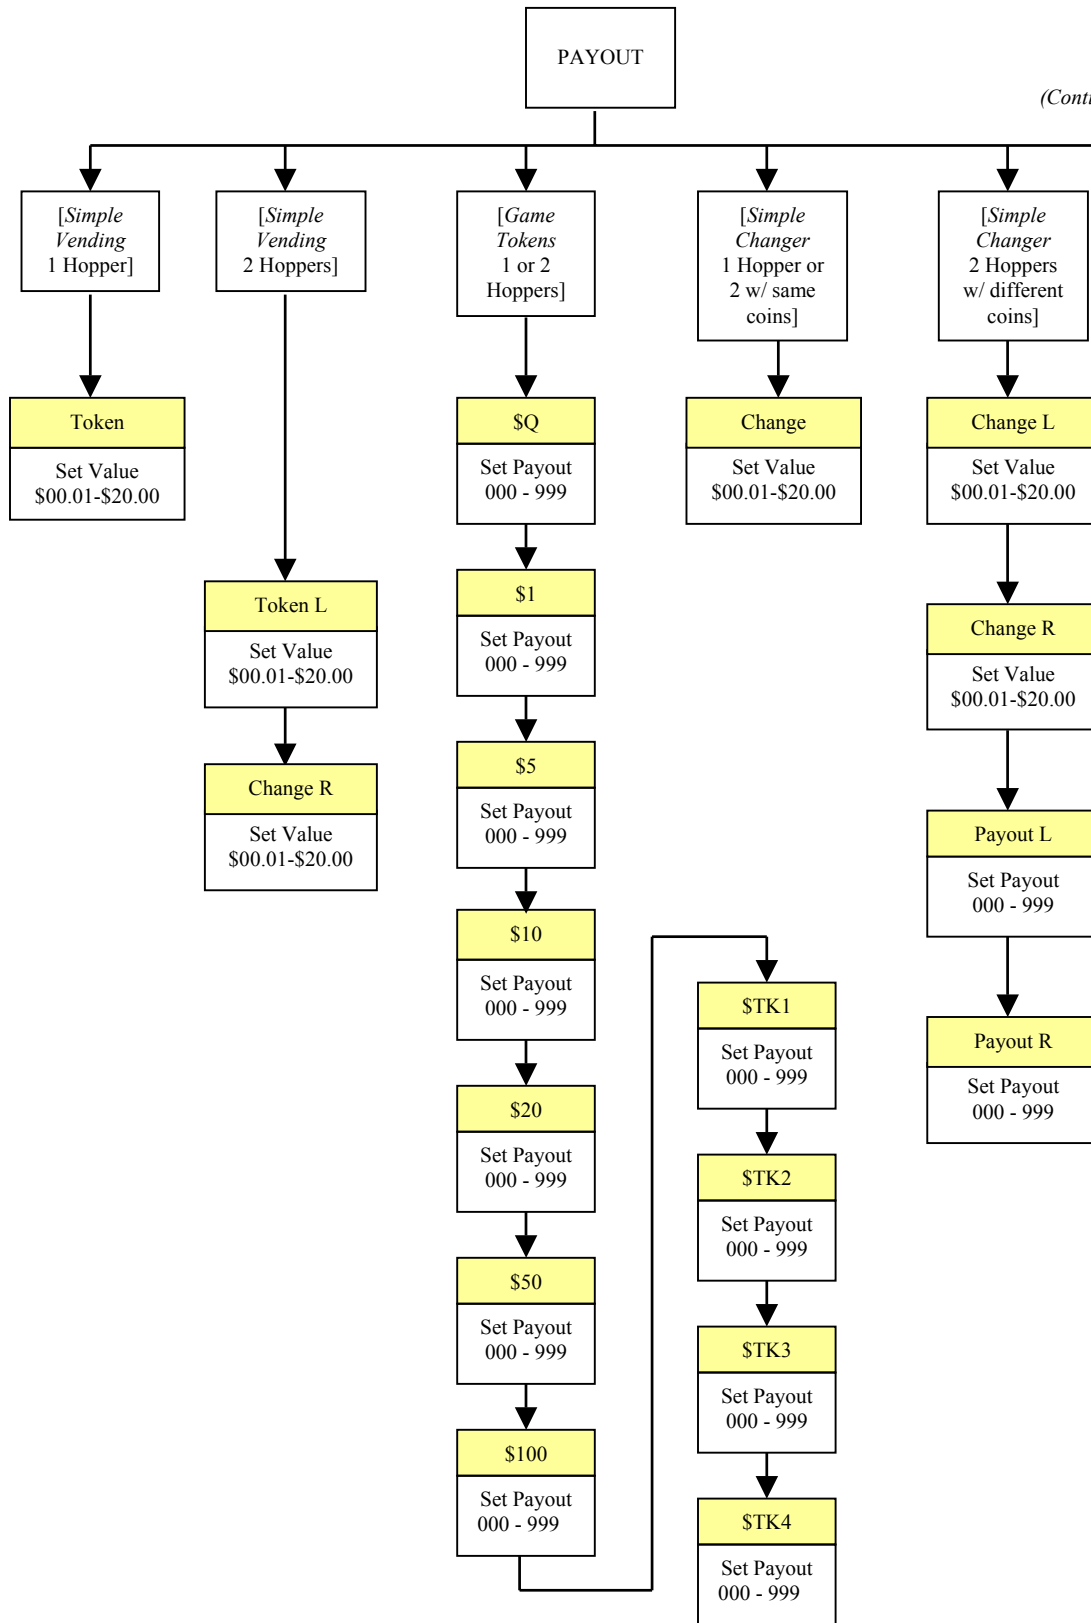 PAYOUT
(Conti
[Simple
Vending
1 Hopper]
[Simple
Vending
2 Hoppers]
[Game
Tokens
1 or 2
Hoppers]
[Simple
Changer
1 Hopper or
2 w/ same
coins]
[Simple
Changer
2 Hoppers
w/ different
coins]
Token
Set Value
$00.01-$20.00
Token L
Set Value
$00.01-$20.00
Change R
Set Value
$00.01-$20.00
$Q
Set Payout
000 - 999
$1
Set Payout
000 - 999
$5
Set Payout
000 - 999
$10
Set Payout
000 - 999
$20
Set Payout
000 - 999
$50
Set Payout
000 - 999
$100
Set Payout
000 - 999
$TK1
Set Payout
000 - 999
$TK2
Set Payout
000 - 999
$TK3
Set Payout
000 - 999
$TK4
Set Payout
000 - 999
Change
Set Value
$00.01-$20.00
Change L
Set Value
$00.01-$20.00
Change R
Set Value
$00.01-$20.00
Payout L
Set Payout
000 - 999
Payout R
Set Payout
000 - 999